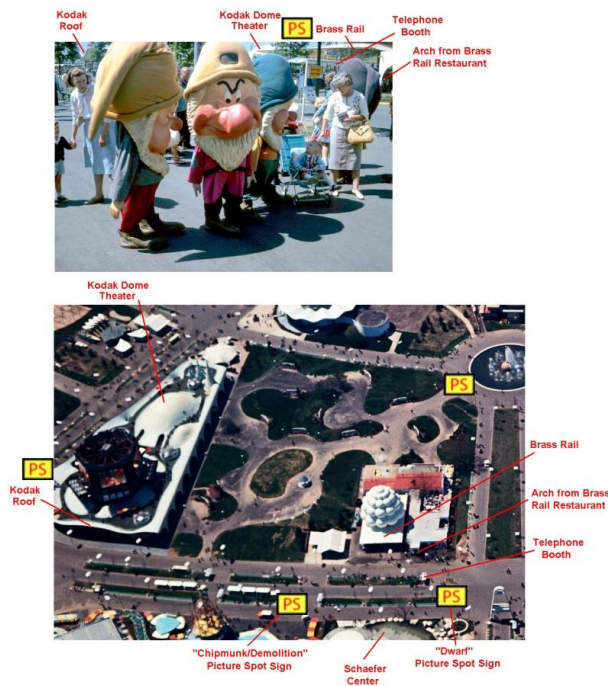 Kodak
Roof
Kodak Dome
Theater
PS
Brass Rail
Telephone
Booth
Arch from Brass
Rail Restaurant
Kodak Dome
Theater
PS
PS
Kodak
Roof
Brass Rail
Arch from Brass
Rail Restaurant
Telephone
Booth
PS
PS
"Chipmunk/Demolition"
Picture Spot Sign
Schaefer
Center
"Dwarf"
Picture Spot Sign